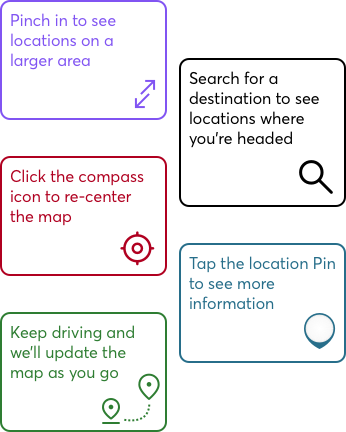 Pinch in to see
locations on a
larger area
Search for a
destination to see
locations where
you're headed
Click the compass
icon to re-center
the map
Tap the location Pin
to see more
information
Keep driving and
we'll update the
map as you go